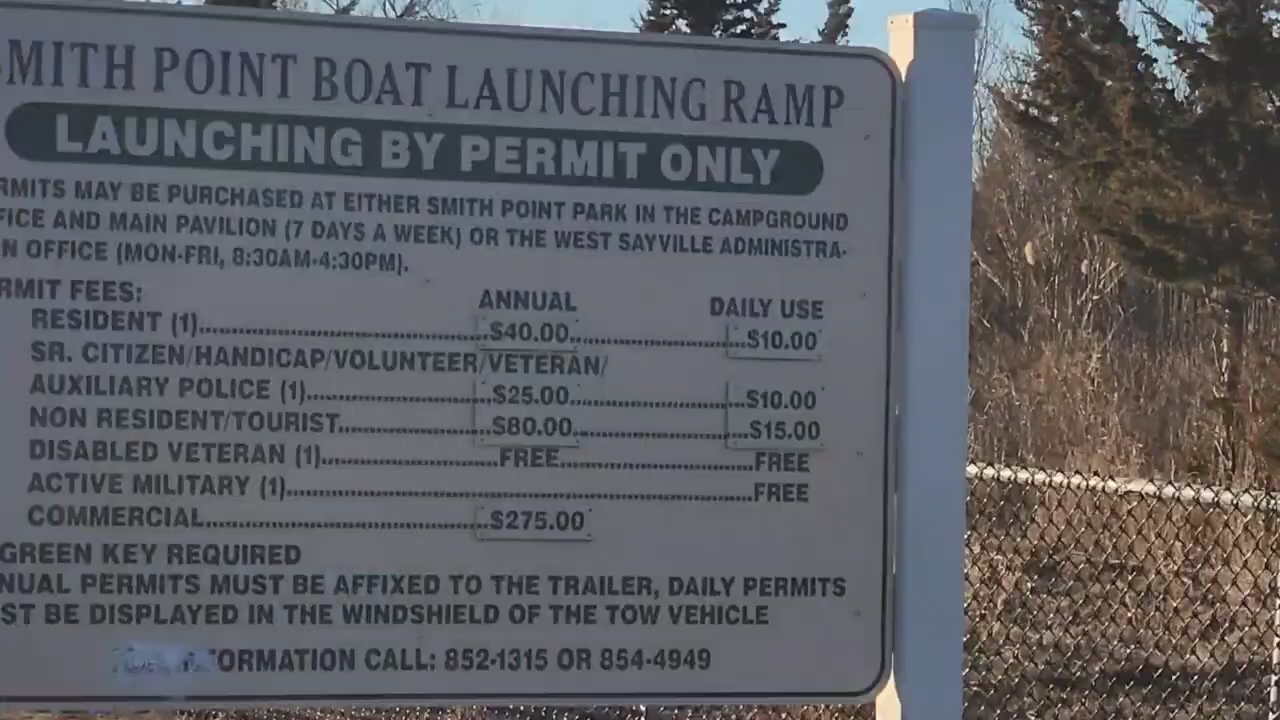 MITH POINT BOAT LAUNCHING RAMP
LAUNCHING BY PERMIT ONLY
RMITS MAY BE PURCHASED AT EITHER SMITH POINT PARK IN THE CAMPGROUND
FICE AND MAIN PAVILION (7 DAYS A WEEK) OR THE WEST SAYVILLE ADMINISTRA-
N OFFICE (MON-FRI, 8:30AM-4:30PM).
RMIT FEES: ANNUAL DAILY USE
RESIDENT (1)..........$40.00..........$10.00
SR. CITIZEN/HANDICAP/VOLUNTEER/VETERAN/
AUXILIARY POLICE (1)..........$25.00..........$10.00
NON RESIDENT/TOURIST..........$80.00..........$15.00
DISABLED VETERAN (1)..........FREE..........FREE
ACTIVE MILITARY (1)..........FREE
COMMERCIAL..........$275.00
GREEN KEY REQUIRED
NUAL PERMITS MUST BE AFFIXED TO THE TRAILER, DAILY PERMITS
ST BE DISPLAYED IN THE WINDSHIELD OF THE TOW VEHICLE
ORMATION CALL: 852-1315 OR 854-4949